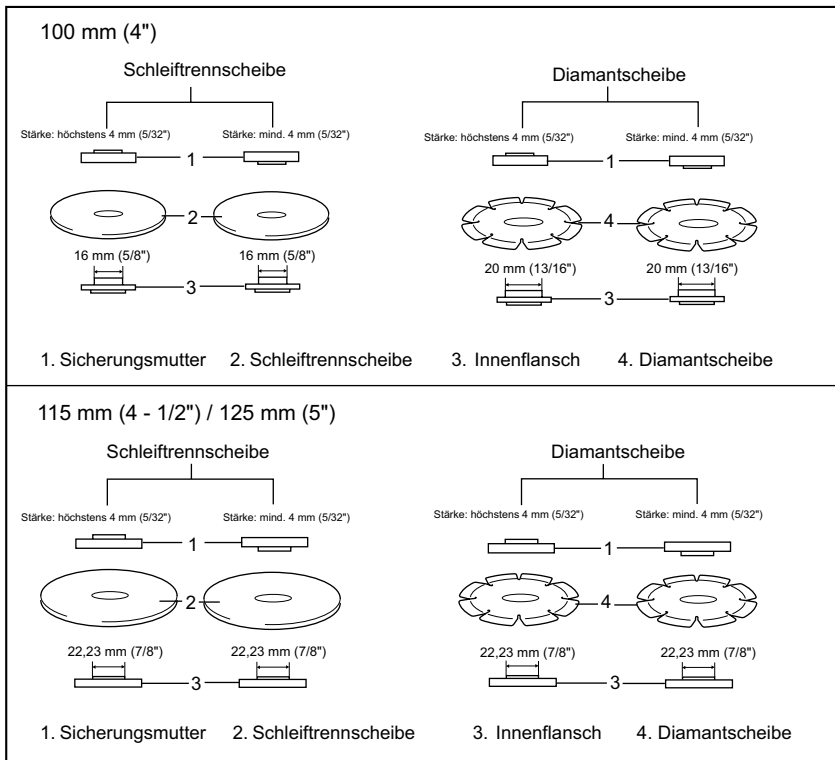 100 mm (4")
Schleiftrennscheibe
Diamantscheibe
Stärke: höchstens 4 mm (5/32") Stärke: mind. 4 mm (5/32") Stärke: höchstens 4 mm (5/32") Stärke: mind. 4 mm (5/32")
1 1
2 4
16 mm (5/8") 16 mm (5/8") 20 mm (13/16") 20 mm (13/16")
3 3
1. Sicherungsmutter 2. Schleiftrennscheibe 3. Innenflansch 4. Diamantscheibe
115 mm (4 - 1/2") / 125 mm (5")
Schleiftrennscheibe Diamantscheibe
Stärke: höchstens 4 mm (5/32") Stärke: mind. 4 mm (5/32") Stärke: höchstens 4 mm (5/32") Stärke: mind. 4 mm (5/32")
1 1
2 4
22,23 mm (7/8") 22,23 mm (7/8") 22,23 mm (7/8") 22,23 mm (7/8")
3 3
1. Sicherungsmutter 2. Schleiftrennscheibe 3. Innenflansch 4. Diamantscheibe